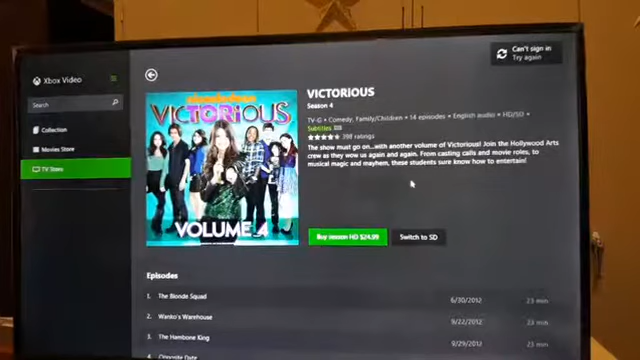 Xbox Video
Can't sign in
Try again
Search
Collection
Movies Store
TV Store
nickelodeon
VICTORIOUS
VOLUME 4
VICTORIOUS
Season 4
TV-G • Comedy, Family/Children • 14 episodes • English audio • HD/SD •
Subtitles
398 ratings
The show must go on...with another volume of Victorious! Join the Hollywood Arts
crew as they wow us again and again. From casting calls and movie roles, to
musical magic and mayhem, these students sure know how to entertain!
Buy season HD $24.99
Switch to SD
Episodes
1. The Blonde Squad 6/30/2012 23 min
2. Wanko's Warehouse 9/22/2012 23 min
3. The Hambone King 9/29/2012 23 min
4. Opposite Date